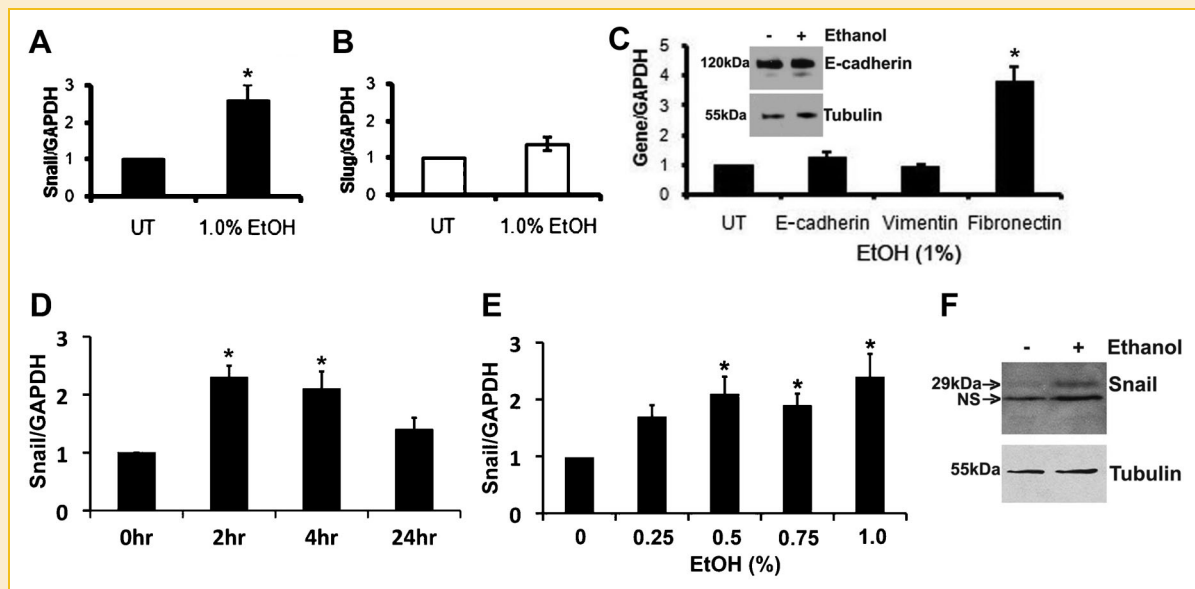 A
Snail/GAPDH
3
*
2
1
0
UT
1.0% EtOH
B
Slug/GAPDH
3
2
1
0
UT
1.0% EtOH
C
Gene/GAPDH
5
4
3
2
1
0
- + Ethanol
120kDa E-cadherin
55kDa Tubulin
*
UT E-cadherin Vimentin Fibronectin
EtOH (1%)
D
Snail/GAPDH
3
2
1
0
* *
0hr 2hr 4hr 24hr
E
Snail/GAPDH
3
2
1
0
* * *
0 0.25 0.5 0.75 1.0
EtOH (%)
F
- + Ethanol
29kDa→ Snail
NS→
55kDa Tubulin